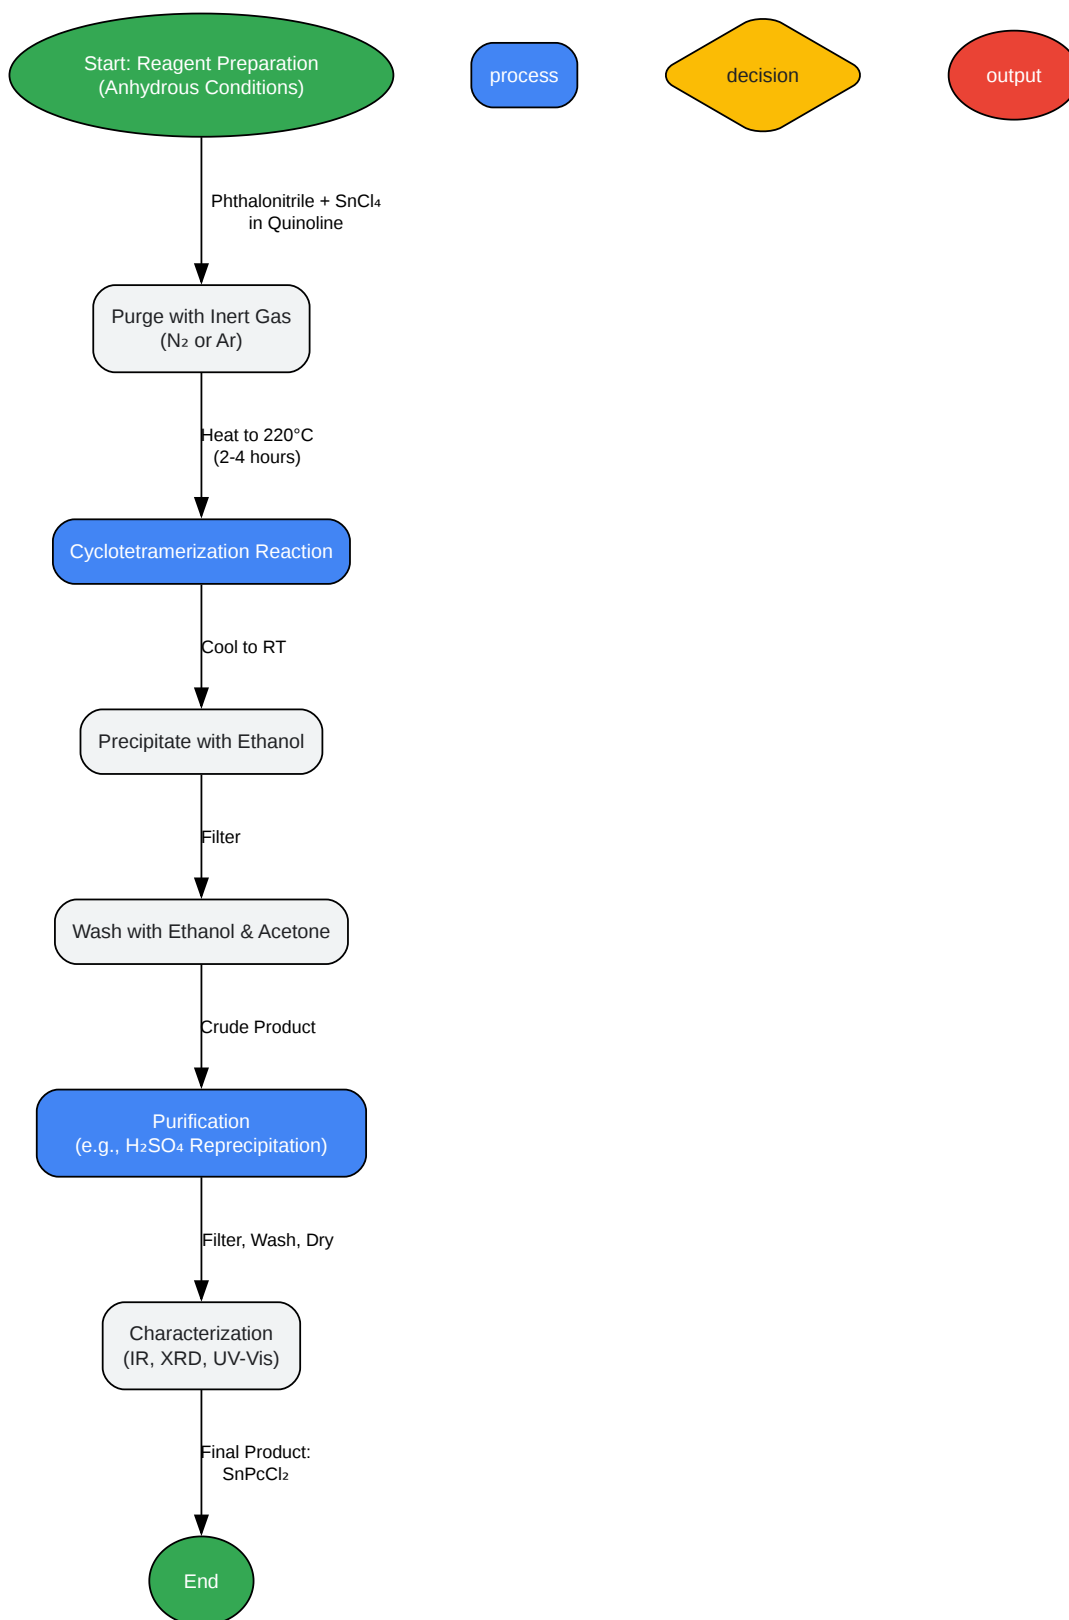 Start: Reagent Preparation
(Anhydrous Conditions)
process
decision
output
Phthalonitrile + SnCl₄
in Quinoline
Purge with Inert Gas
(N₂ or Ar)
Heat to 220°C
(2-4 hours)
Cyclotetramerization Reaction
Cool to RT
Precipitate with Ethanol
Filter
Wash with Ethanol & Acetone
Crude Product
Purification
(e.g., H₂SO₄ Reprecipitation)
Filter, Wash, Dry
Characterization
(IR, XRD, UV-Vis)
Final Product:
SnPcCl₂
End